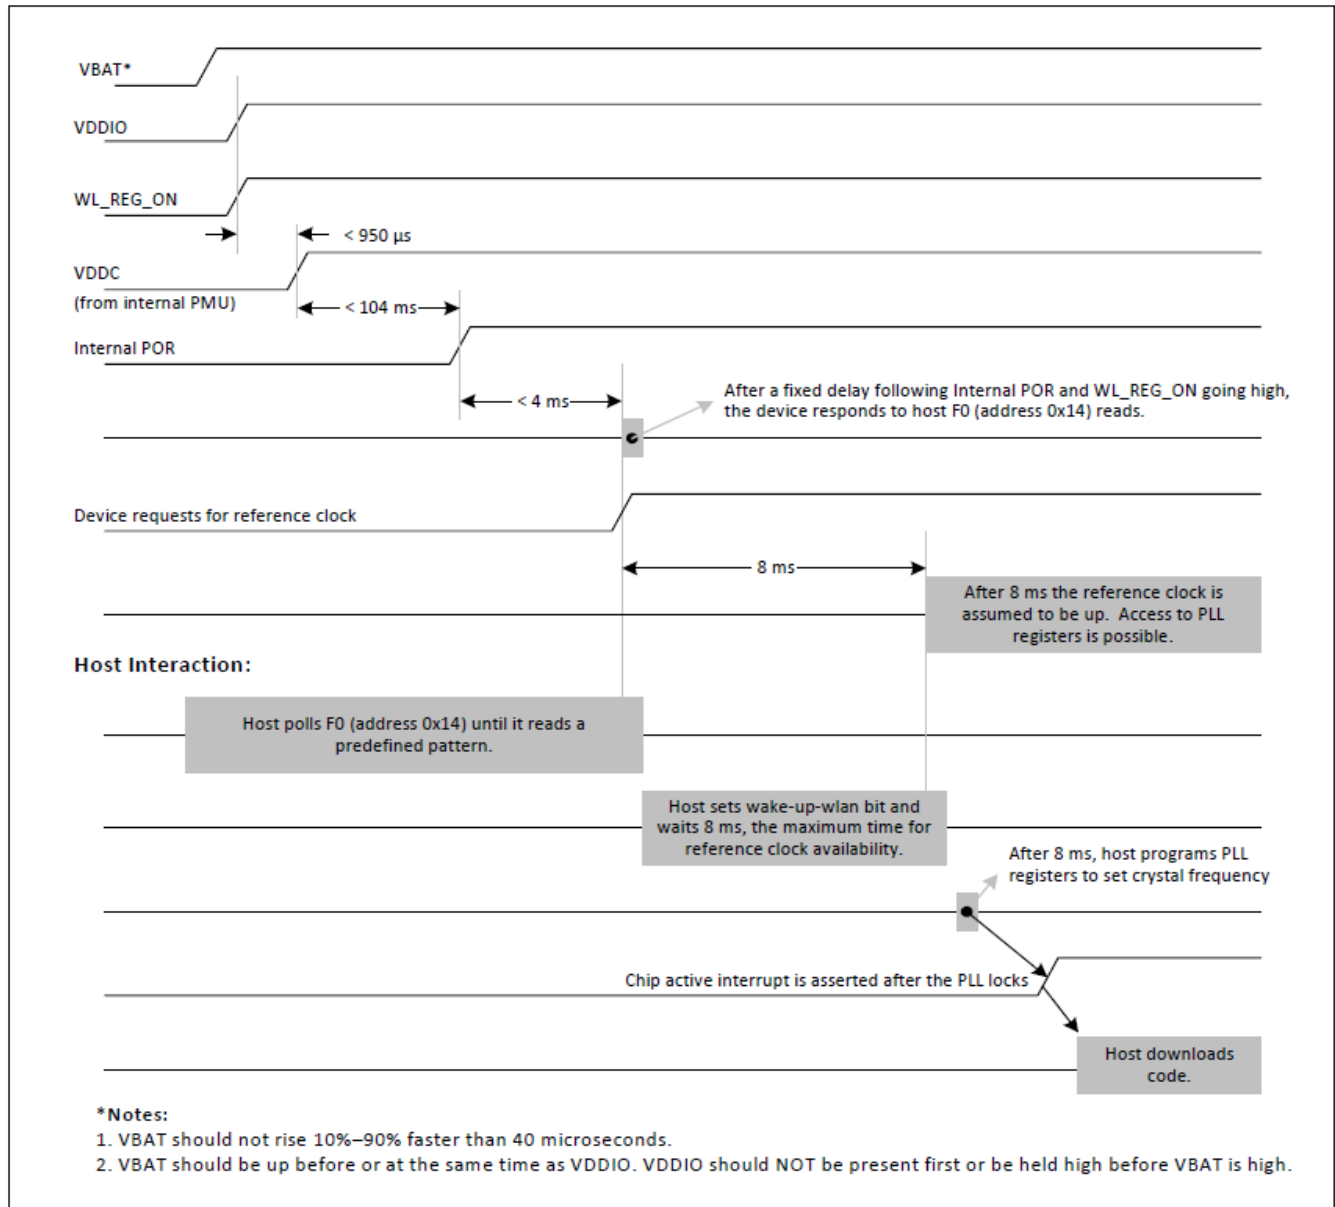 VBAT*
VDDIO
WL_REG_ON
< 950 µs
VDDC
(from internal PMU)
< 104 ms
Internal POR
After a fixed delay following Internal POR and WL_REG_ON going high,
< 4 ms
the device responds to host F0 (address 0x14) reads.
Device requests for reference clock
8 ms
After 8 ms the reference clock is
assumed to be up.  Access to PLL
registers is possible.
Host Interaction:
Host polls F0 (address 0x14) until it reads a
predefined pattern.
Host sets wake-up-wlan bit and
waits 8 ms, the maximum time for
reference clock availability.
After 8 ms, host programs PLL
registers to set crystal frequency
Chip active interrupt is asserted after the PLL locks
Host downloads
code.
*Notes:
1. VBAT should not rise 10%–90% faster than 40 microseconds.
2. VBAT should be up before or at the same time as VDDIO. VDDIO should NOT be present first or be held high before VBAT is high.